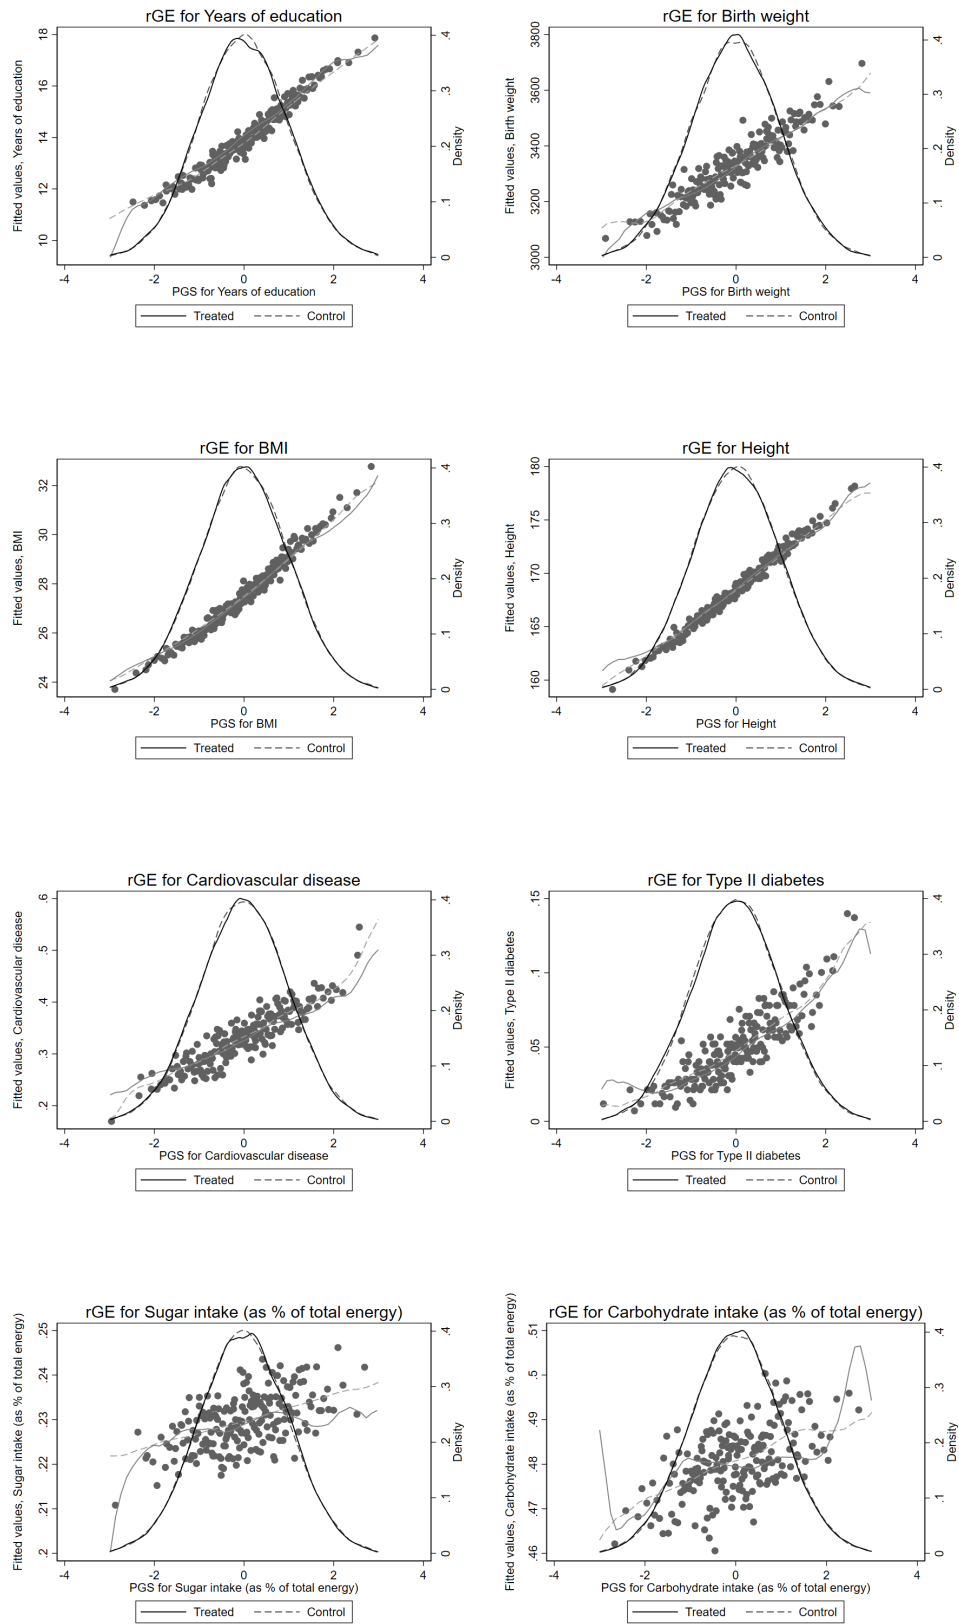 rGE for Years of education
Fitted values, Years of education
18
16
14
12
10
.4
.3
.2
.1
0
Density
-4 -2 0 2 4
PGS for Years of education
Treated Control
rGE for Birth weight
Fitted values, Birth weight
3800
3600
3400
3200
3000
.4
.3
.2
.1
0
Density
-4 -2 0 2 4
PGS for Birth weight
Treated Control
rGE for BMI
Fitted values, BMI
32
30
28
26
24
.4
.3
.2
.1
0
Density
-4 -2 0 2 4
PGS for BMI
Treated Control
rGE for Height
Fitted values, Height
180
175
170
165
160
.4
.3
.2
.1
0
Density
-4 -2 0 2 4
PGS for Height
Treated Control
rGE for Cardiovascular disease
Fitted values, Cardiovascular disease
.6
.5
.4
.3
.2
.4
.3
.2
.1
0
Density
-4 -2 0 2 4
PGS for Cardiovascular disease
Treated Control
rGE for Type II diabetes
Fitted values, Type II diabetes
.15
.1
.05
0
.4
.3
.2
.1
0
Density
-4 -2 0 2 4
PGS for Type II diabetes
Treated Control
rGE for Sugar intake (as % of total energy)
Fitted values, Sugar intake (as % of total energy)
.25
.24
.23
.22
.21
.2
.4
.3
.2
.1
0
Density
-4 -2 0 2 4
PGS for Sugar intake (as % of total energy)
Treated Control
rGE for Carbohydrate intake (as % of total energy)
Fitted values, Carbohydrate intake (as % of total energy)
.51
.5
.49
.48
.47
.46
.4
.3
.2
.1
0
Density
-4 -2 0 2 4
PGS for Carbohydrate intake (as % of total energy)
Treated Control